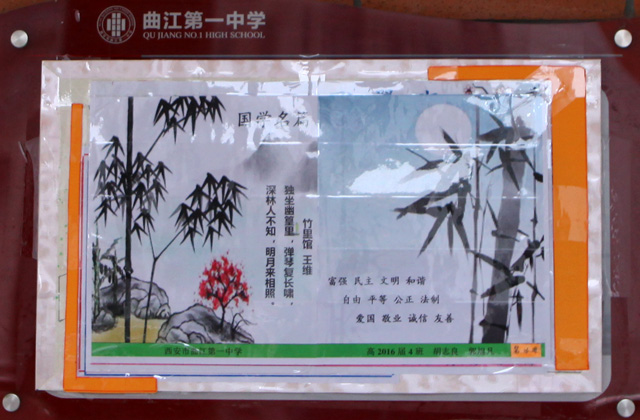 曲江第一中学
QU JIANG NO.1 HIGH SCHOOL
国学名篇
竹里馆 王维
独坐幽篁里，弹琴复长啸，
深林人不知，明月来相照。
富强 民主 文明 和谐
自由 平等 公正 法制
爱国 敬业 诚信 友善
西安市曲江第一中学
高2016届4班